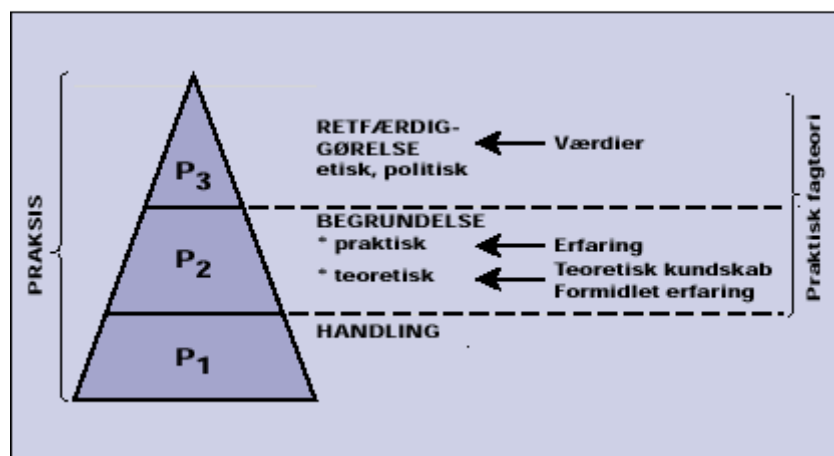 PRAKSIS
P3
P2
P1
RETFÆRDIG-
GØRELSE
etisk, politisk
Værdier
BEGRUNDELSE
* praktisk
Erfaring
* teoretisk
Teoretisk kundskab
Formidlet erfaring
HANDLING
Praktisk fagteori